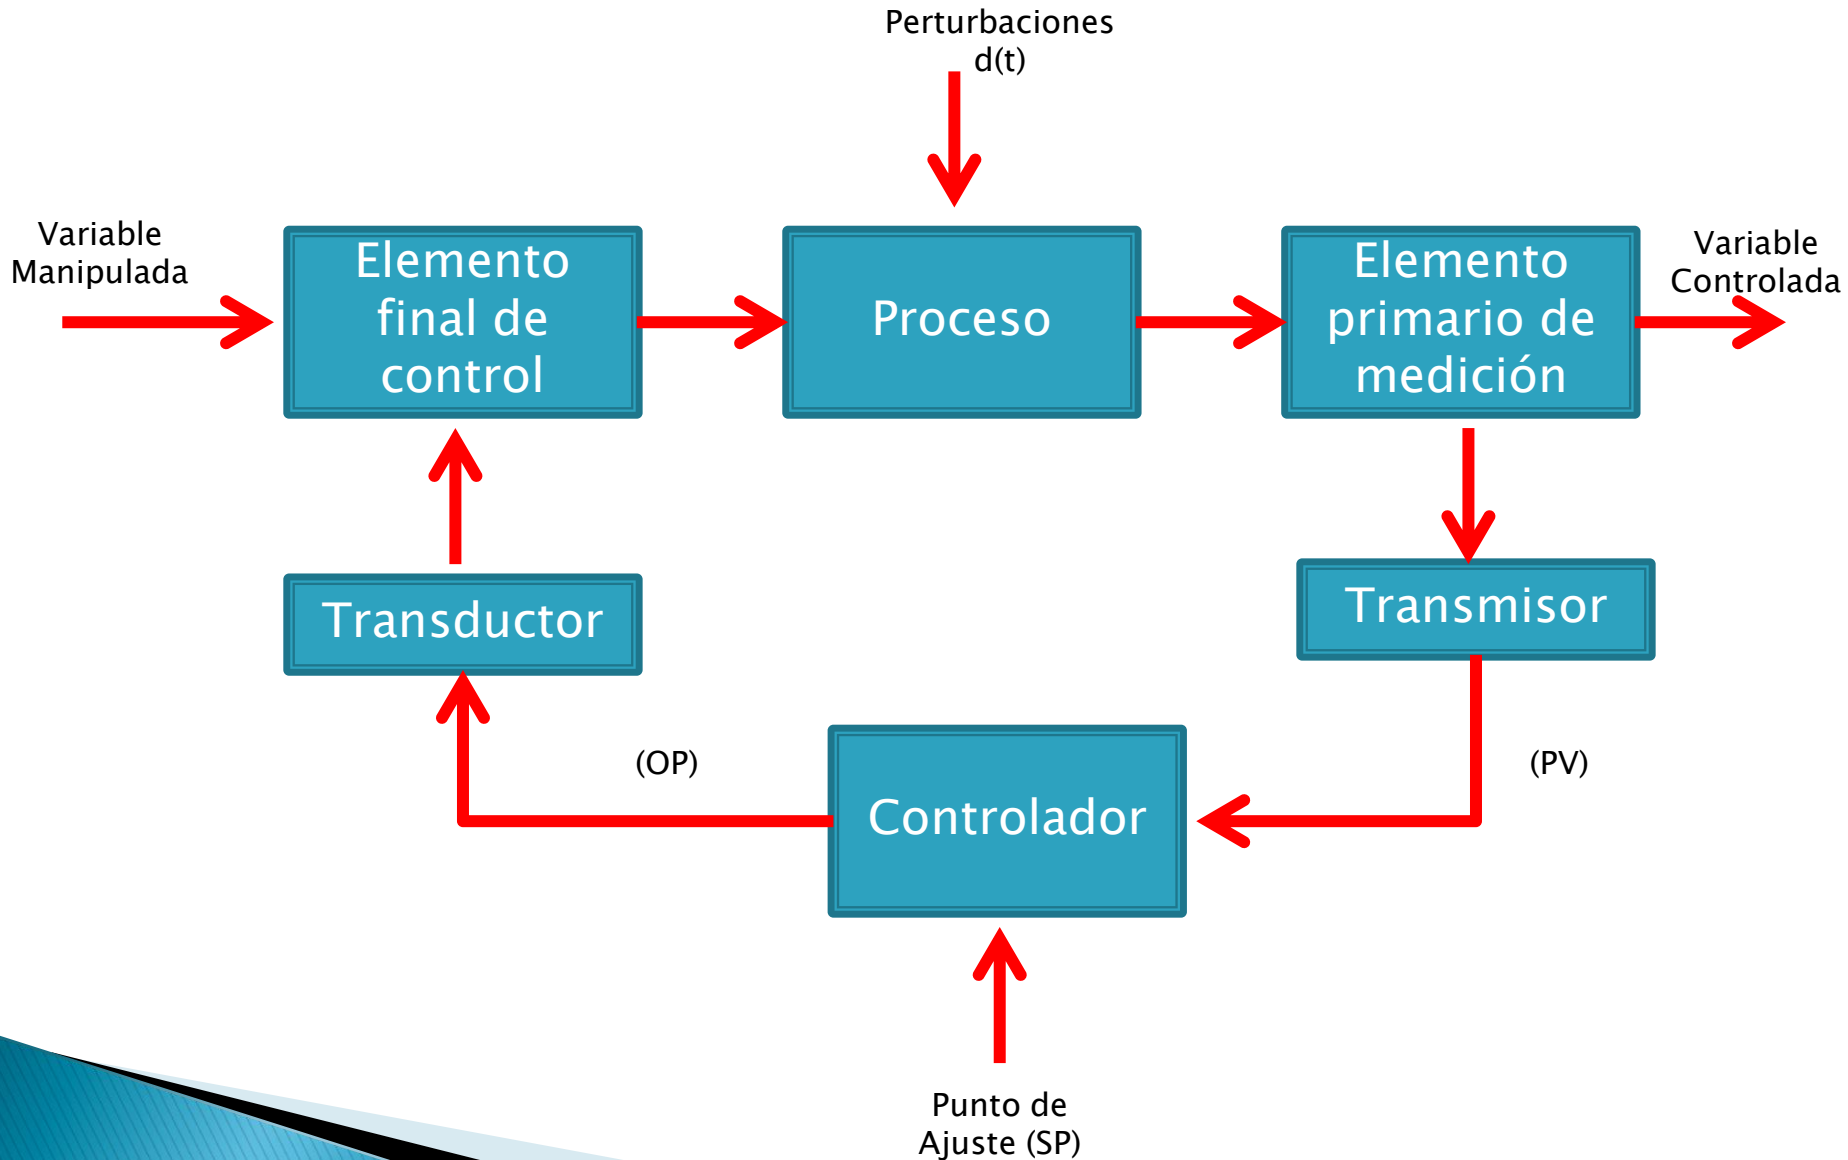 Perturbaciones
d(t)
Variable
Manipulada
Elemento
final de
control
Proceso
Elemento
primario de
medición
Variable
Controlada
Transductor
Transmisor
(OP)
(PV)
Controlador
Punto de
Ajuste (SP)